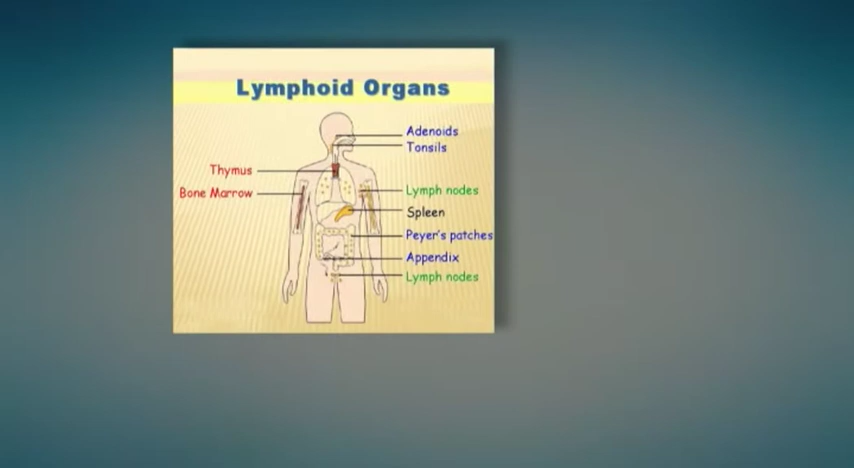 Lymphoid Organs
Adenoids
Tonsils
Thymus
Bone Marrow
Lymph nodes
Spleen
Peyer's patches
Appendix
Lymph nodes